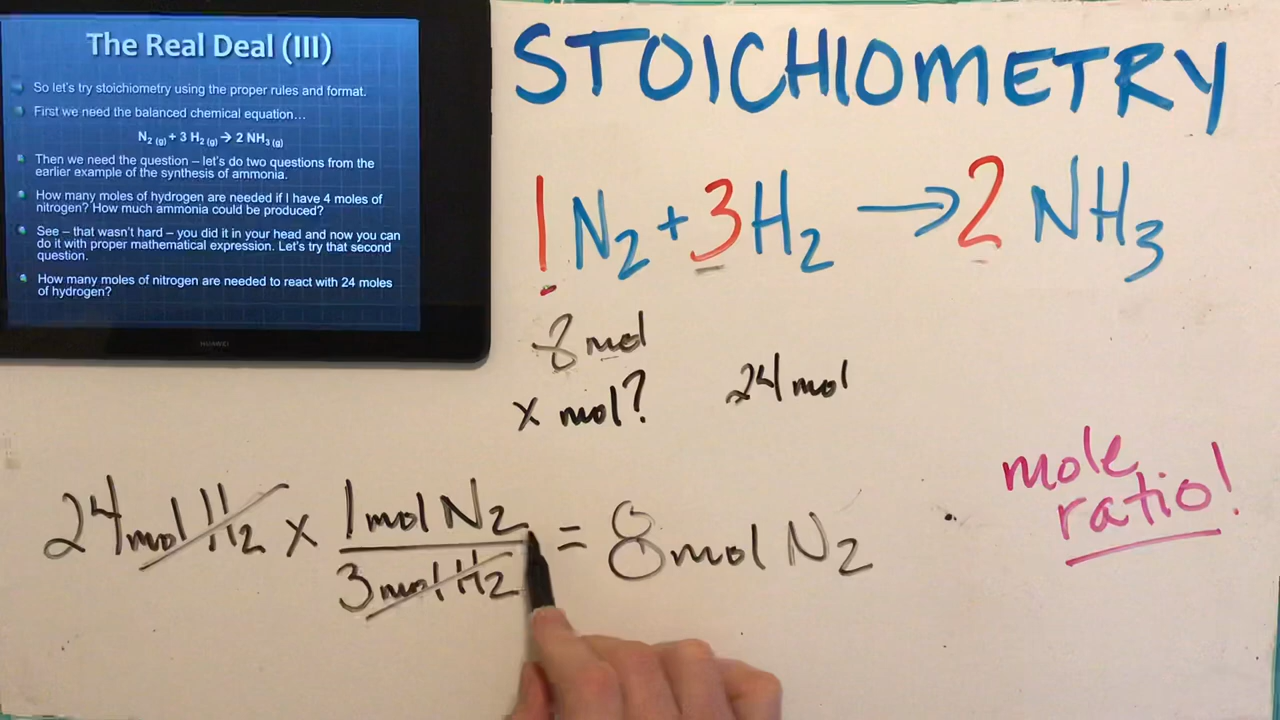 The Real Deal (III)
So let's try stoichiometry using the proper rules and format.
First we need the balanced chemical equation…
N₂ (g) + 3 H₂ (g) → 2 NH₃ (g)
Then we need the question – let's do two questions from the
earlier example of the synthesis of ammonia.
How many moles of hydrogen are needed if I have 4 moles of
nitrogen? How much ammonia could be produced?
See – that wasn't hard – you did it in your head and now you can
do it with proper mathematical expression. Let's try that second
question.
How many moles of nitrogen are needed to react with 24 moles
of hydrogen?
HUAWEI
STOICHIOMETRY
1 N₂ + 3 H₂ → 2 NH₃
8 mol
x mol? 24 mol
mole
ratio!
24 mol H₂ x 1 mol N₂ / 3 mol H₂ = 8 mol N₂